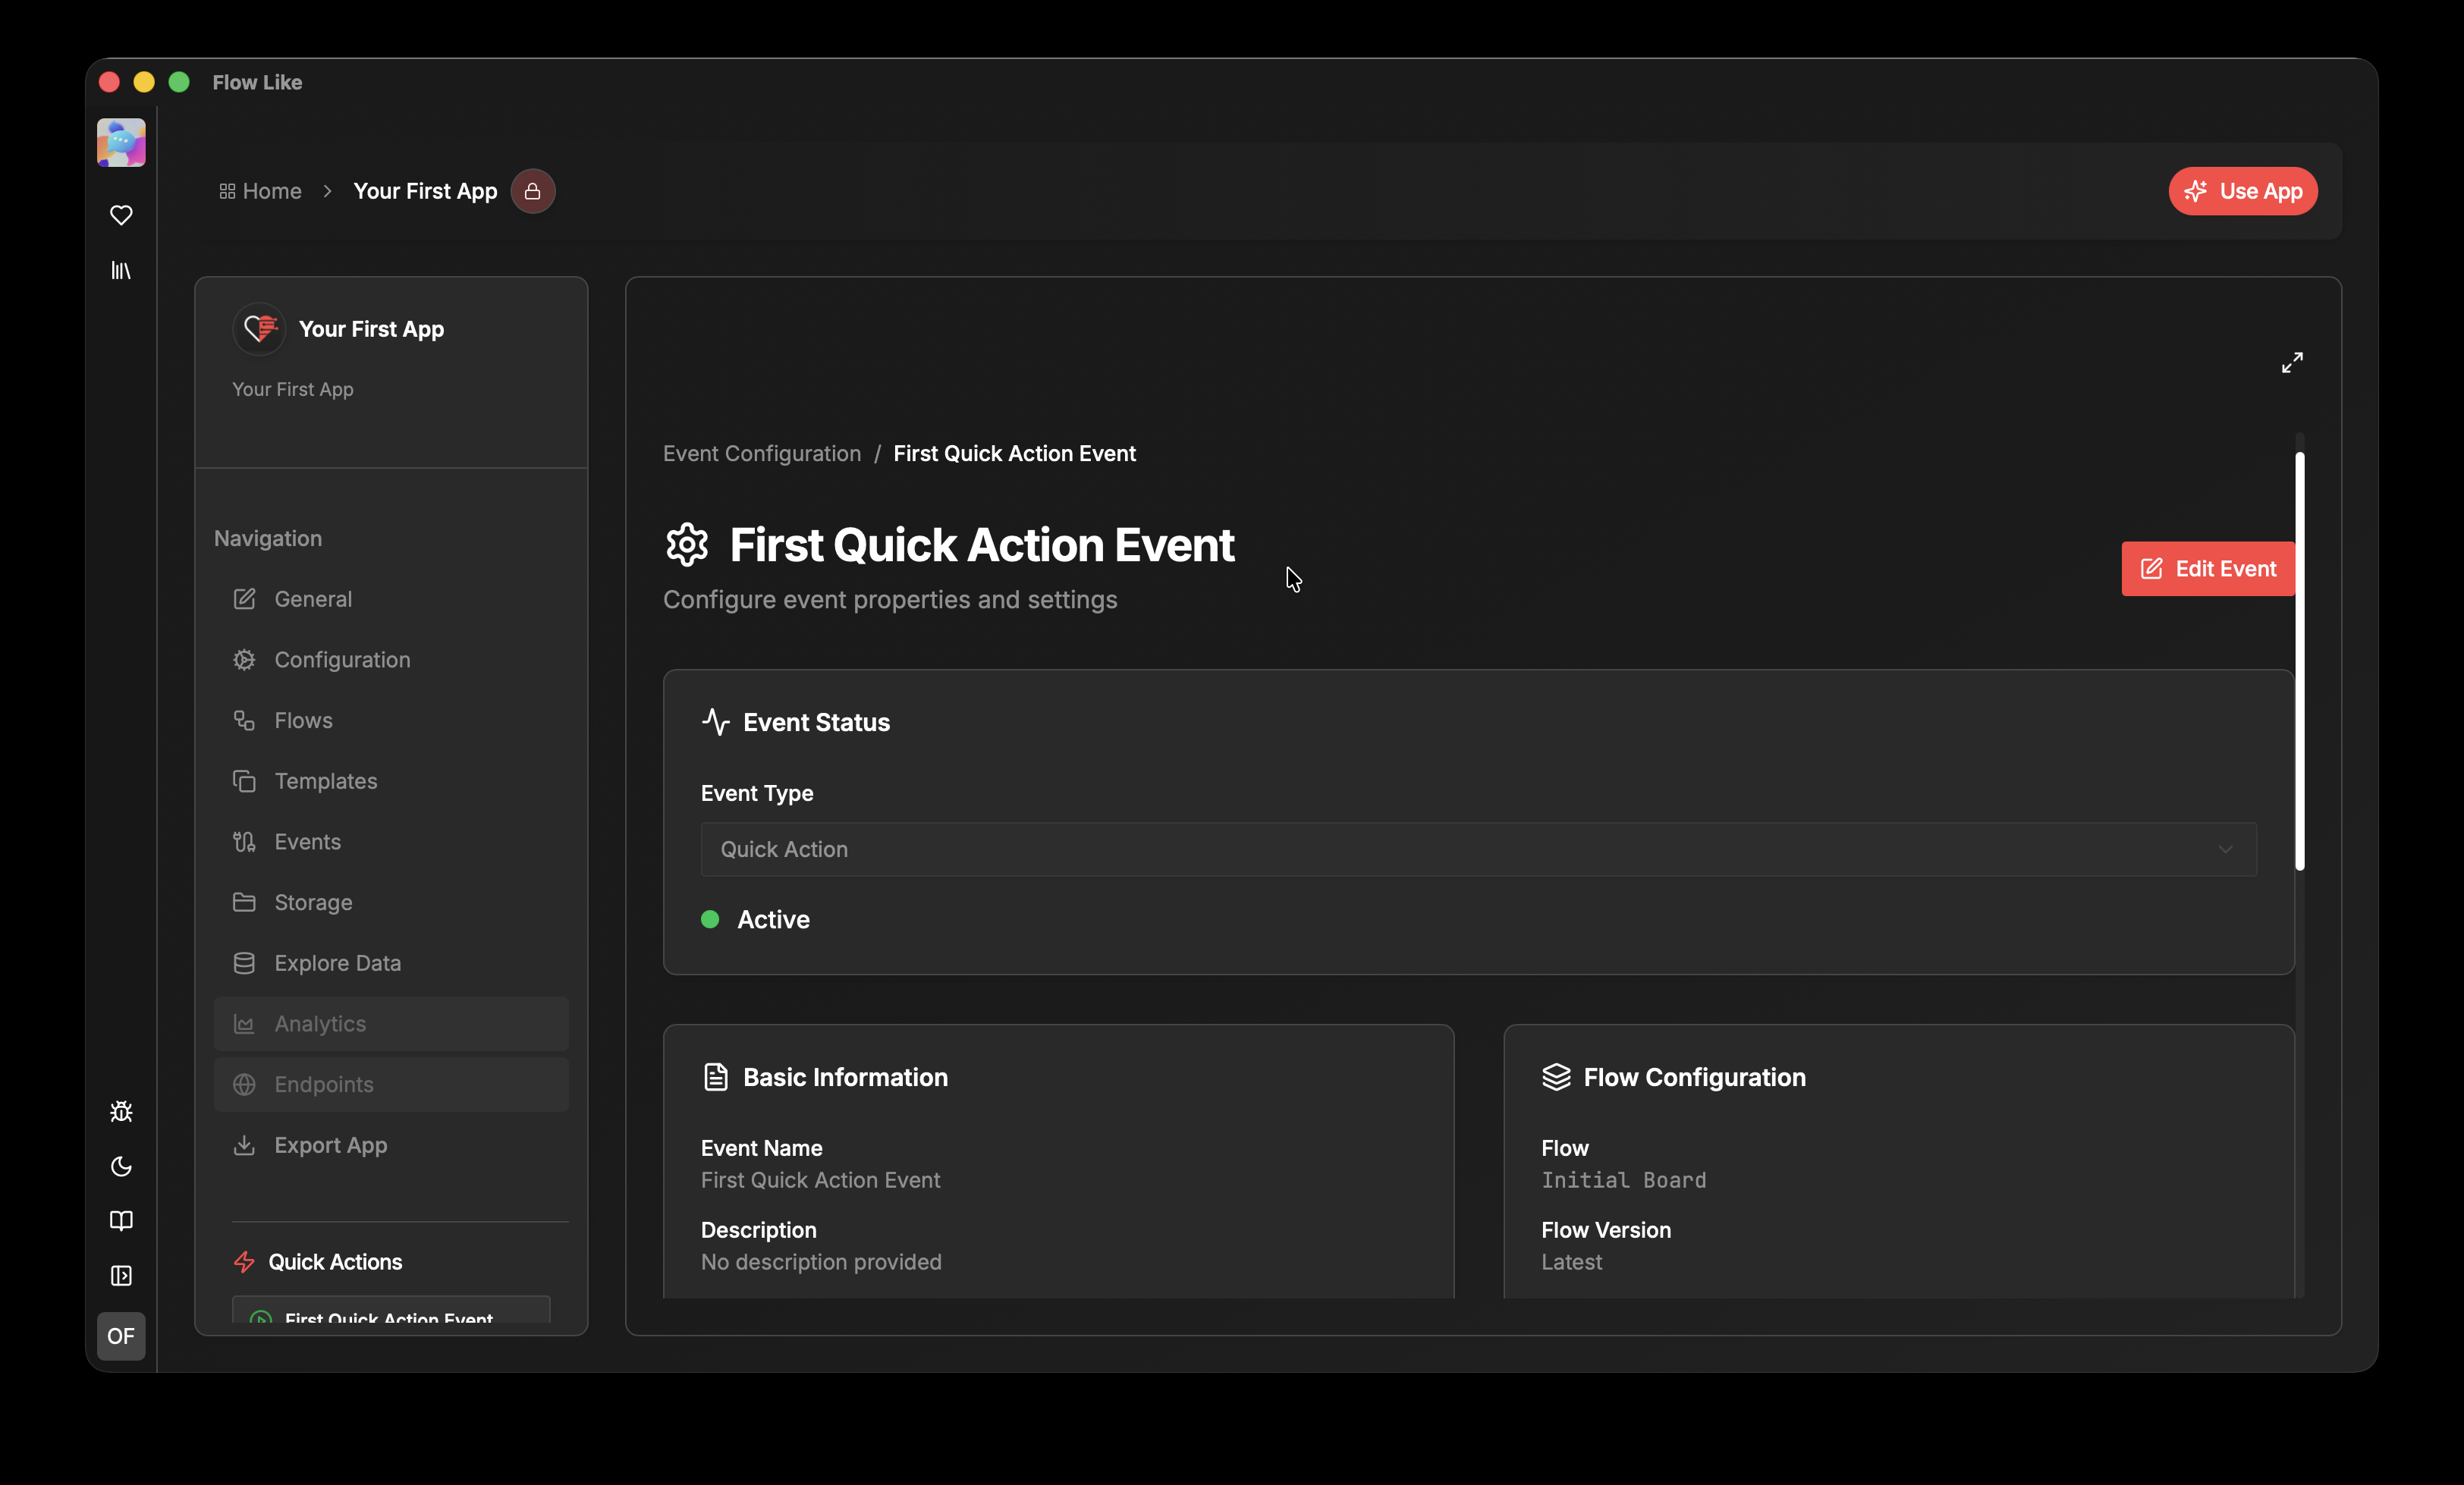 Flow Like
Home > Your First App
Use App
Your First App
Your First App
Navigation
General
Configuration
Flows
Templates
Events
Storage
Explore Data
Analytics
Endpoints
Export App
Quick Actions
First Quick Action Event
OF
Event Configuration / First Quick Action Event
First Quick Action Event
Configure event properties and settings
Edit Event
Event Status
Event Type
Quick Action
Active
Basic Information
Event Name
First Quick Action Event
Description
No description provided
Flow Configuration
Flow
Initial Board
Flow Version
Latest